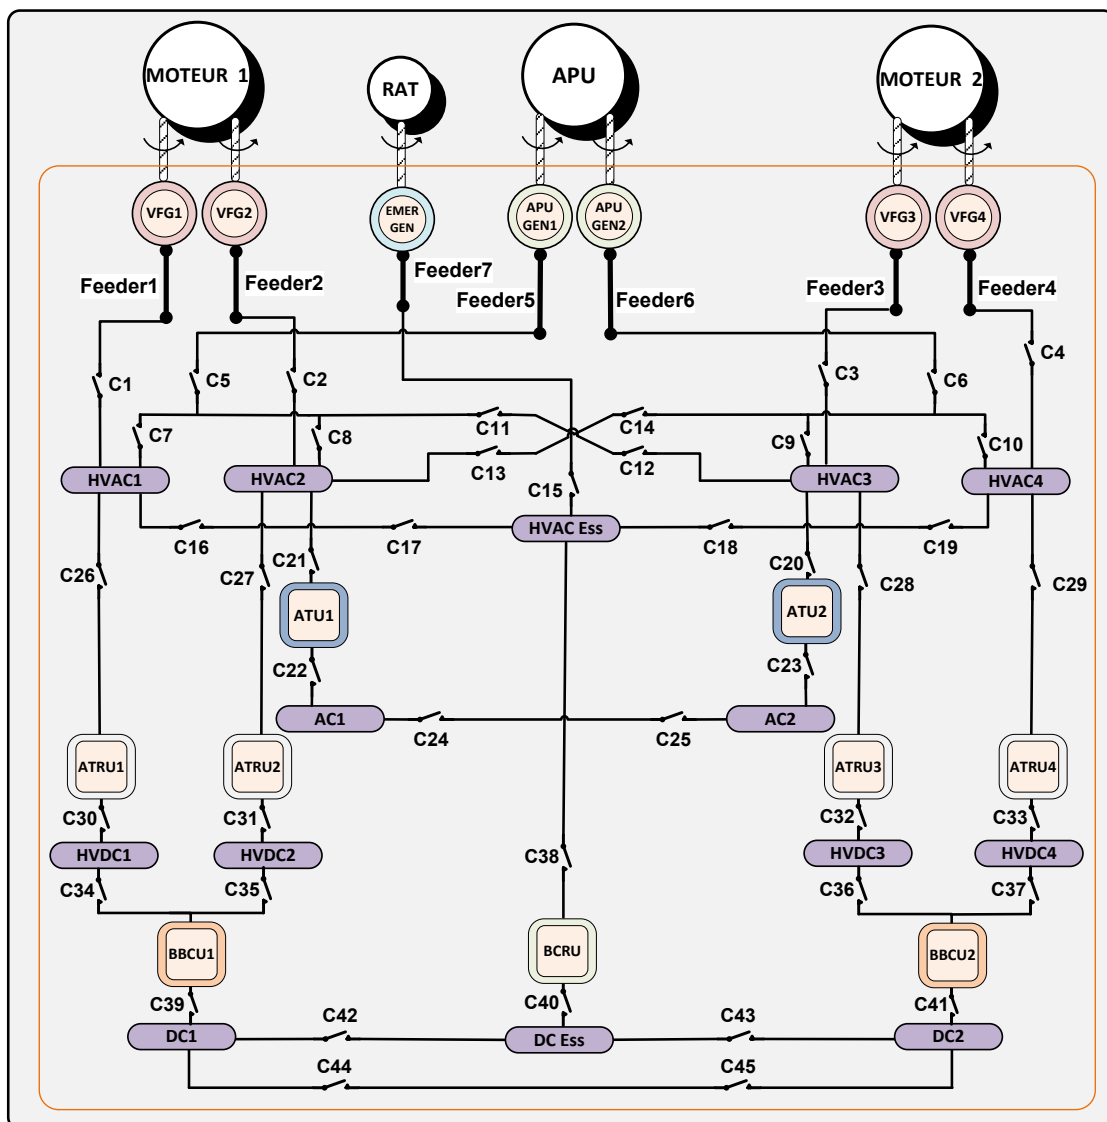 MOTEUR 1
RAT
APU
MOTEUR 2
VFG1
VFG2
EMER
GEN
APU
GEN1
APU
GEN2
VFG3
VFG4
Feeder1
Feeder2
Feeder7
Feeder5
Feeder6
Feeder3
Feeder4
C1
C5
C2
C3
C6
C4
C7
C8
C11
C14
C9
C10
C13
C12
HVAC1
HVAC2
C15
HVAC3
HVAC4
HVAC Ess
C16
C17
C18
C19
C26
C27
C21
C20
C28
C29
ATU1
ATU2
C22
C23
AC1
AC2
C24
C25
ATRU1
ATRU2
ATRU3
ATRU4
C30
C31
C32
C33
HVDC1
HVDC2
C38
HVDC3
HVDC4
C34
C35
C36
C37
BBCU1
BCRU
BBCU2
C39
C40
C41
C42
C43
DC1
DC Ess
DC2
C44
C45